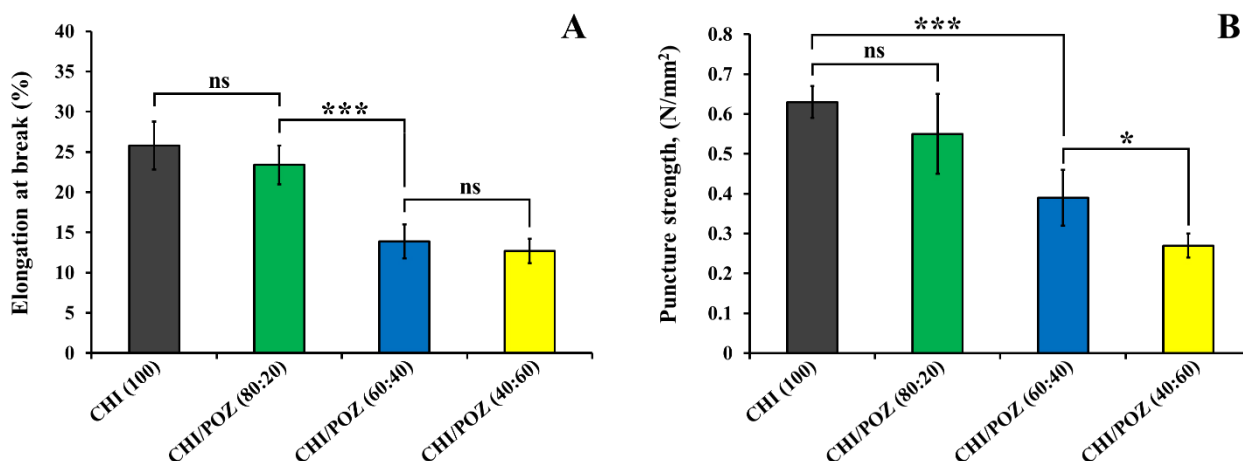 A
Elongation at break (%)
40
35
30
25
20
15
10
5
0
ns
***
ns
CHI (100)
CHI/POZ (80:20)
CHI/POZ (60:40)
CHI/POZ (40:60)
B
Puncture strength, (N/mm²)
0.8
0.7
0.6
0.5
0.4
0.3
0.2
0.1
0
***
ns
*
CHI (100)
CHI/POZ (80:20)
CHI/POZ (60:40)
CHI/POZ (40:60)